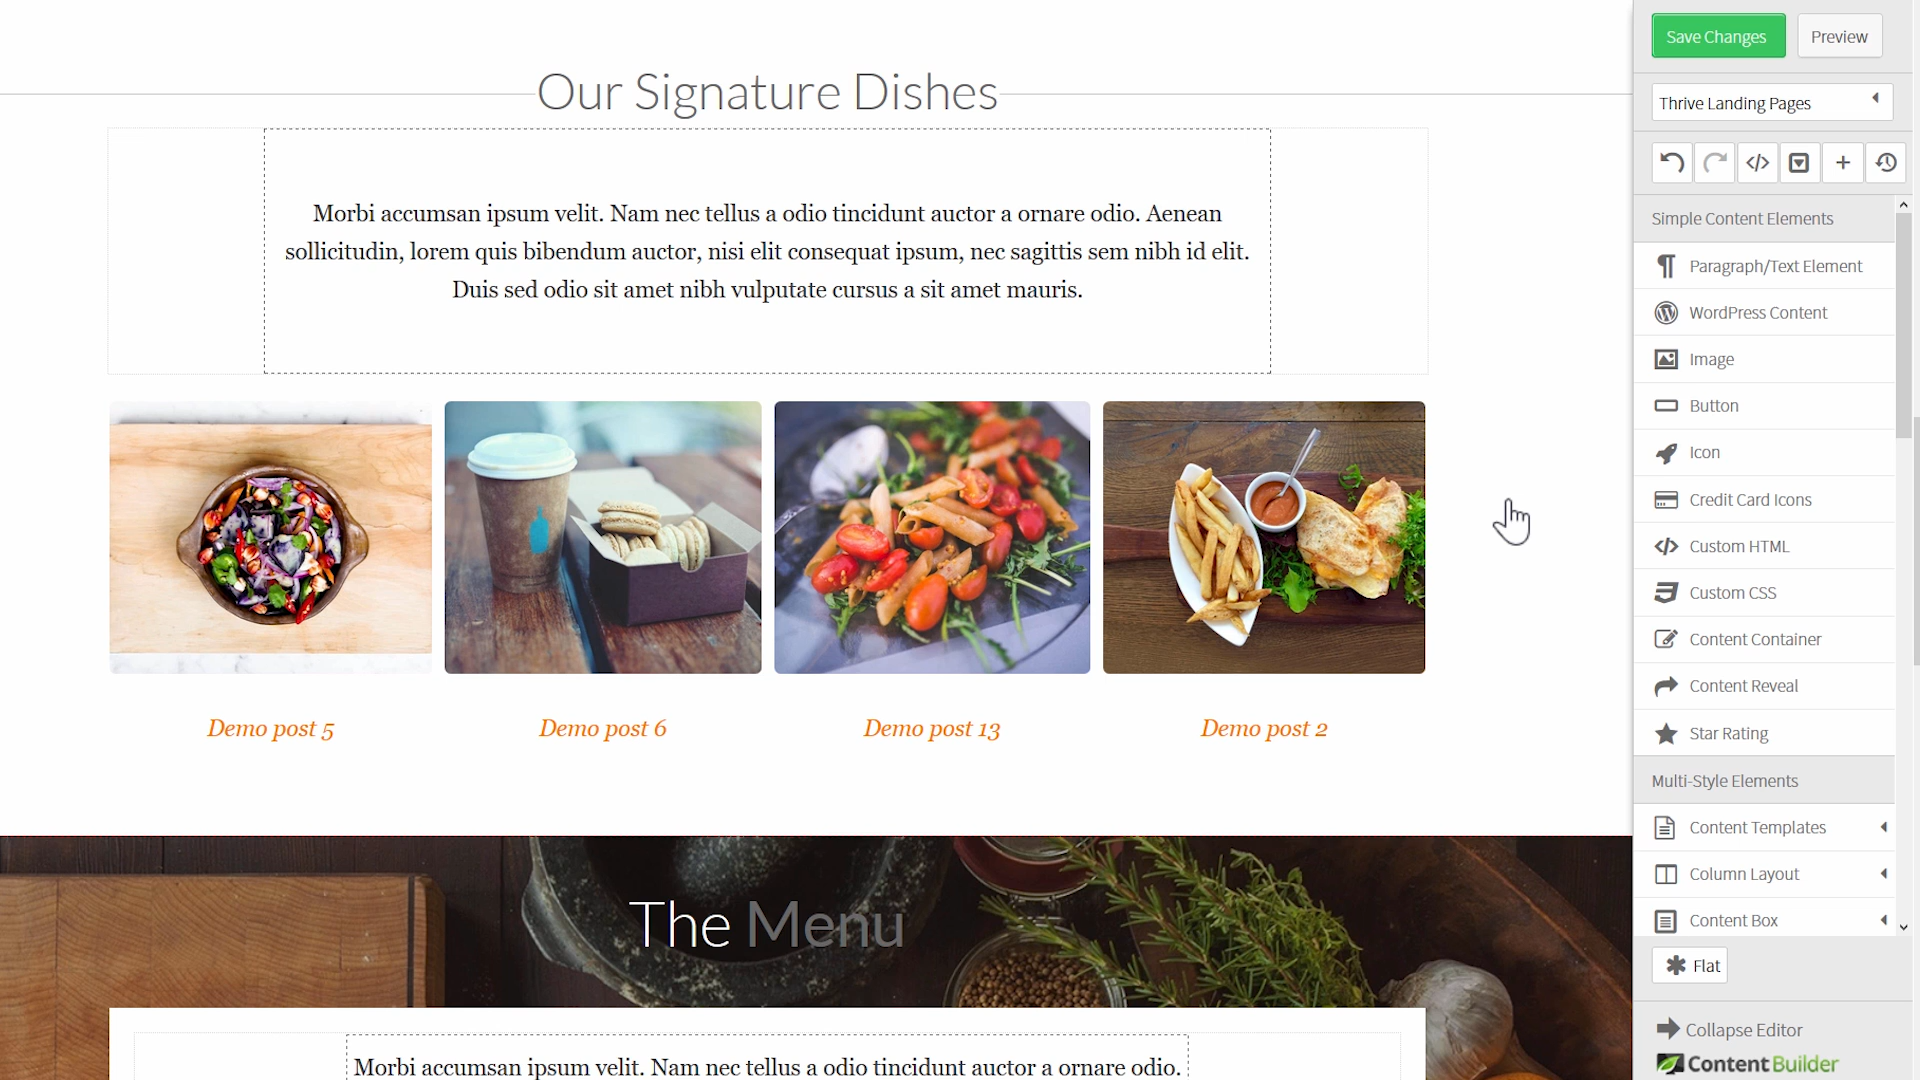 Our Signature Dishes
Morbi accumsan ipsum velit. Nam nec tellus a odio tincidunt auctor a ornare odio. Aenean
sollicitudin, lorem quis bibendum auctor, nisi elit consequat ipsum, nec sagittis sem nibh id elit.
Duis sed odio sit amet nibh vulputate cursus a sit amet mauris.
Demo post 5
Demo post 6
Demo post 13
Demo post 2
The Menu
Morbi accumsan ipsum velit. Nam nec tellus a odio tincidunt auctor a ornare odio.
Save Changes
Preview
Thrive Landing Pages
Simple Content Elements
Paragraph/Text Element
WordPress Content
Image
Button
Icon
Credit Card Icons
Custom HTML
Custom CSS
Content Container
Content Reveal
Star Rating
Multi-Style Elements
Content Templates
Column Layout
Content Box
Flat
Collapse Editor
Content Builder